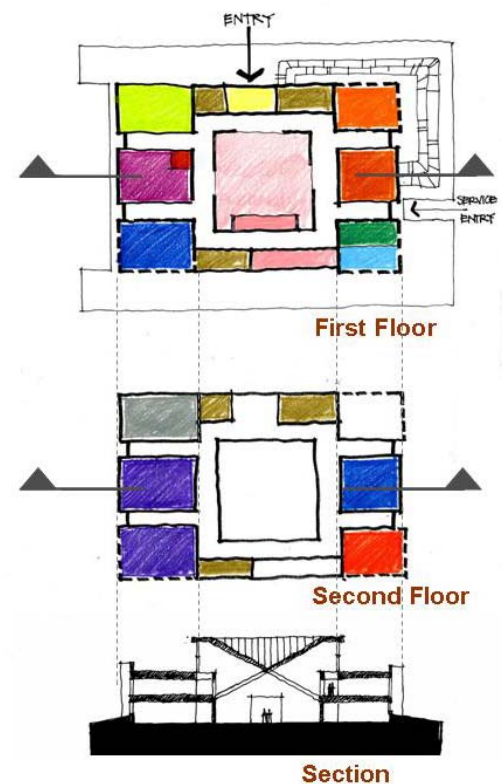 ENTRY
SERVICE
ENTRY
First Floor
Second Floor
Section